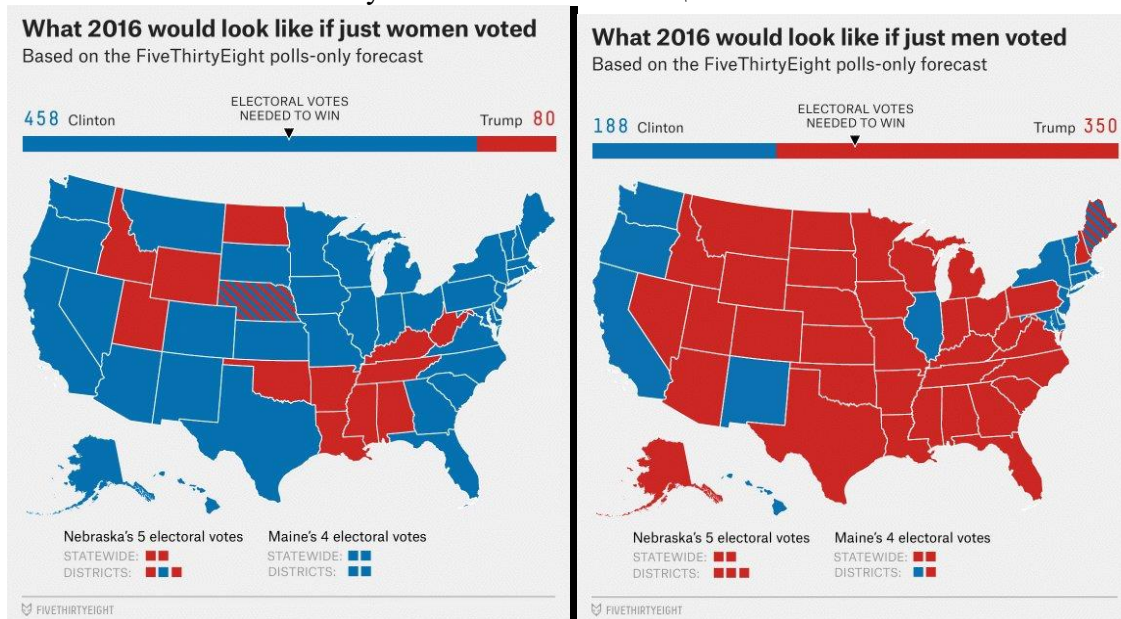 What 2016 would look like if just women voted
Based on the FiveThirtyEight polls-only forecast
ELECTORAL VOTES
NEEDED TO WIN
458 Clinton
Trump 80
Nebraska's 5 electoral votes
STATEWIDE:
DISTRICTS:
Maine's 4 electoral votes
STATEWIDE:
DISTRICTS:
FIVETHIRTYEIGHT
What 2016 would look like if just men voted
Based on the FiveThirtyEight polls-only forecast
ELECTORAL VOTES
NEEDED TO WIN
188 Clinton
Trump 350
Nebraska's 5 electoral votes
STATEWIDE:
DISTRICTS:
Maine's 4 electoral votes
STATEWIDE:
DISTRICTS:
FIVETHIRTYEIGHT